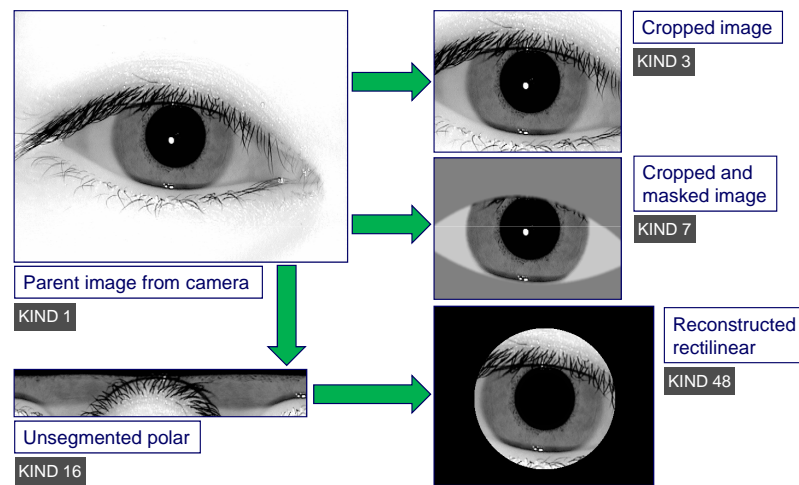 Cropped image
KIND 3
Cropped and
masked image
KIND 7
Parent image from camera
KIND 1
Reconstructed
rectilinear
KIND 48
Unsegmented polar
KIND 16